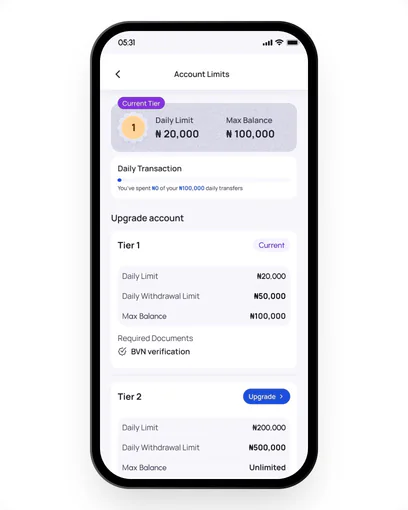 05:31
Account Limits
Current Tier
1
Daily Limit
Max Balance
₦ 20,000
₦ 100,000
Daily Transaction
You've spent ₦0 of your ₦100,000 daily transfers
Upgrade account
Tier 1
Current
Daily Limit ₦20,000
Daily Withdrawal Limit ₦50,000
Max Balance ₦100,000
Required Documents
BVN verification
Tier 2
Upgrade
Daily Limit ₦200,000
Daily Withdrawal Limit ₦500,000
Max Balance Unlimited